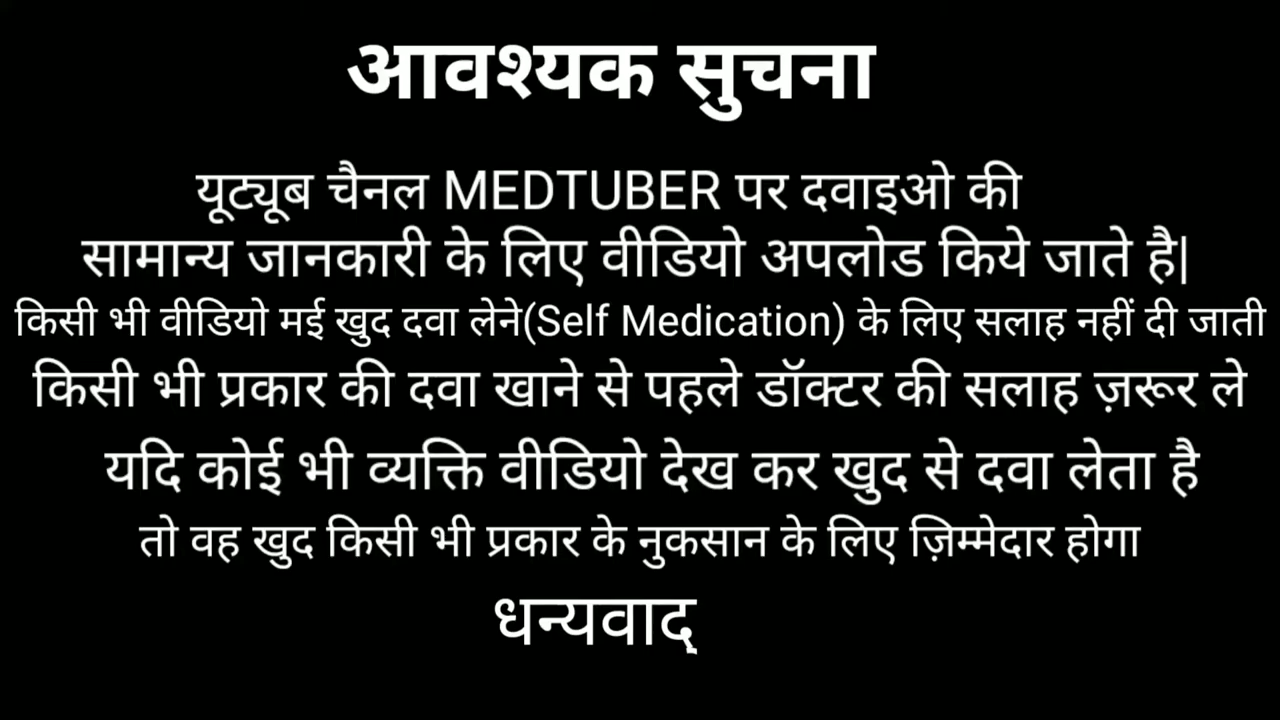 आवश्यक सुचना
यूट्यूब चैनल MEDTUBER पर दवाइओ की
सामान्य जानकारी के लिए वीडियो अपलोड किये जाते है|
किसी भी वीडियो मई खुद दवा लेने(Self Medication) के लिए सलाह नहीं दी जाती
किसी भी प्रकार की दवा खाने से पहले डॉक्टर की सलाह ज़रूर ले
यदि कोई भी व्यक्ति वीडियो देख कर खुद से दवा लेता है
तो वह खुद किसी भी प्रकार के नुकसान के लिए ज़िम्मेदार होगा
धन्यवाद्